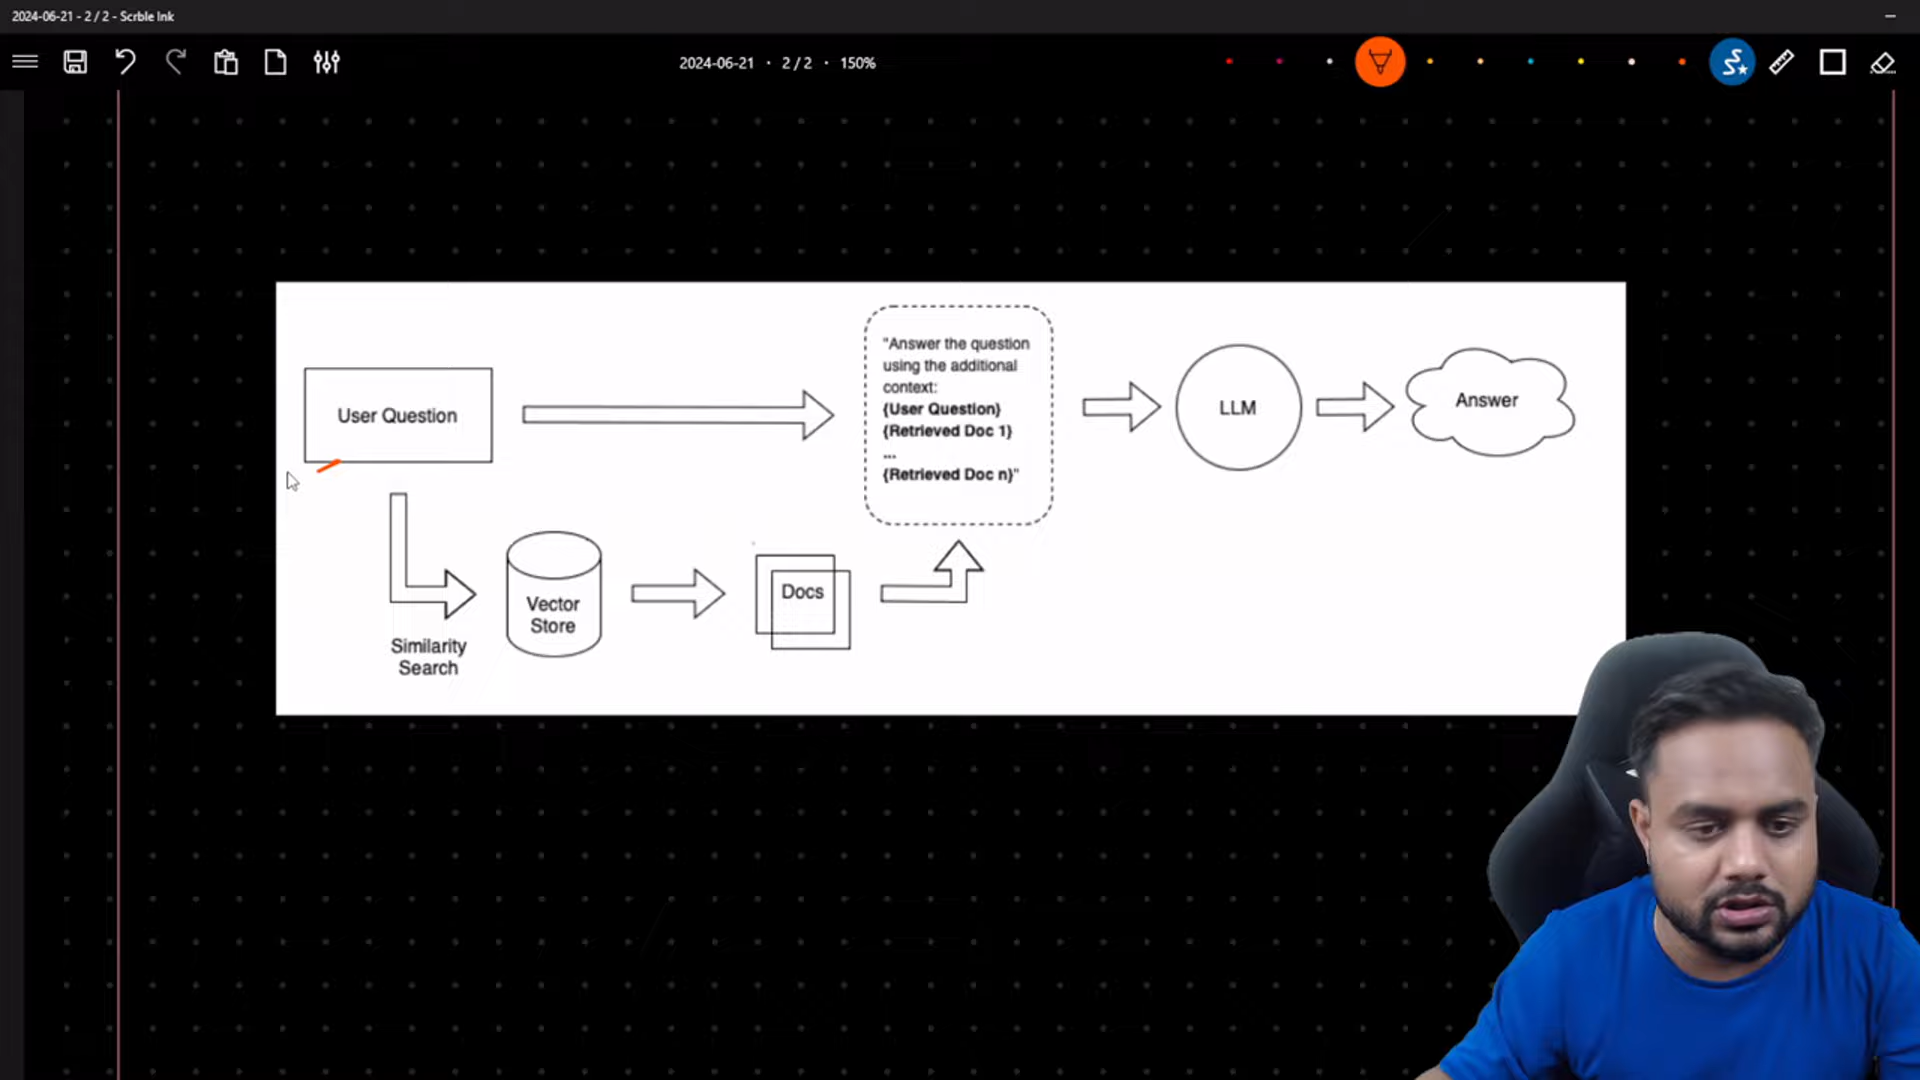 2024-06-21 - 2 / 2 - Scrble Ink
2024-06-21 · 2 / 2 · 150%
User Question
"Answer the question
using the additional
context:
{User Question}
{Retrieved Doc 1}
...
{Retrieved Doc n}"
LLM
Answer
Similarity
Search
Vector
Store
Docs